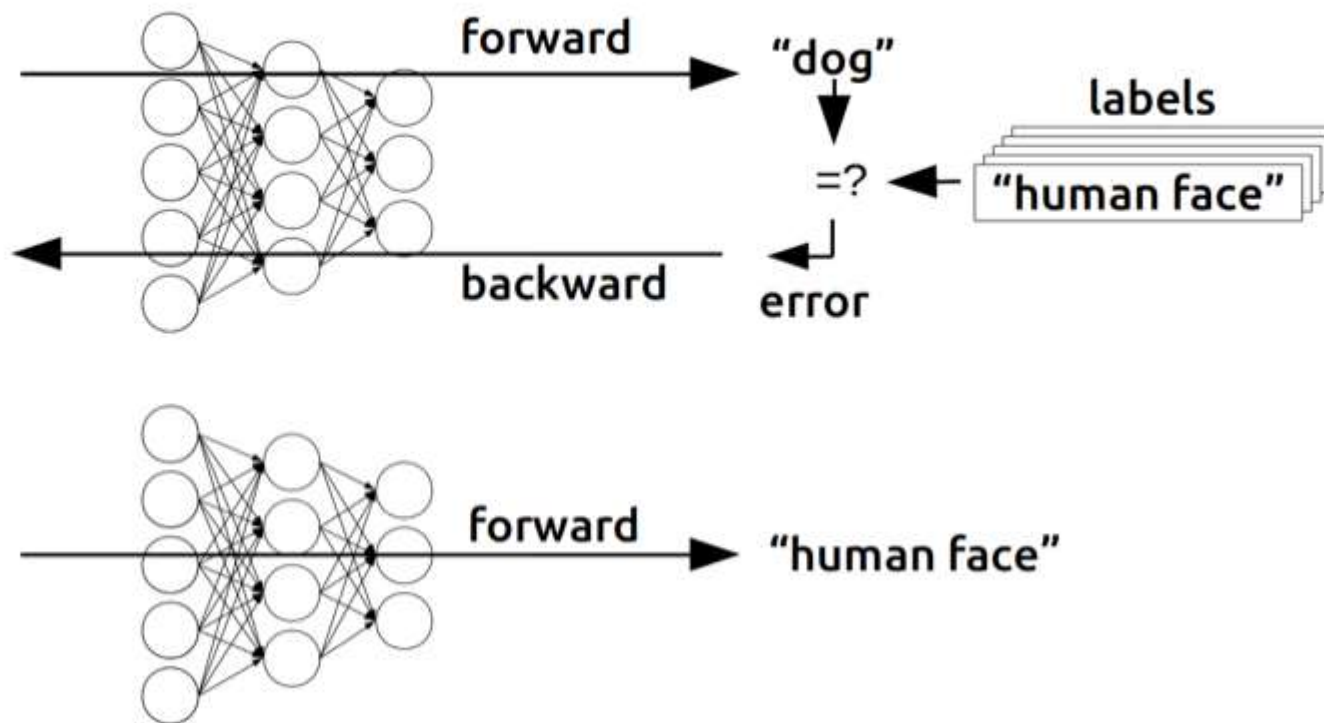 forward
“dog”
labels
=?
“human face”
backward
error
forward
“human face”